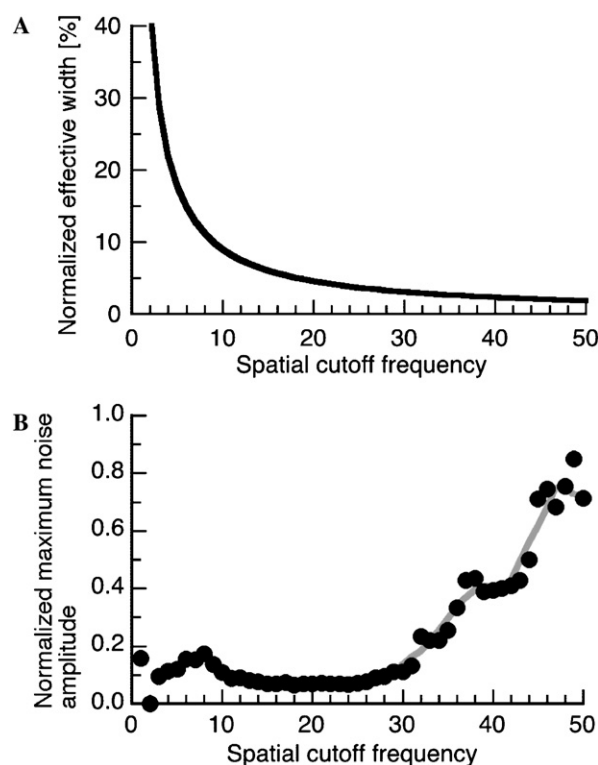 A
Normalized effective width [%]
40
30
20
10
0
0 10 20 30 40 50
Spatial cutoff frequency
B
Normalized maximum noise
amplitude
1.0
0.8
0.6
0.4
0.2
0.0
0 10 20 30 40 50
Spatial cutoff frequency